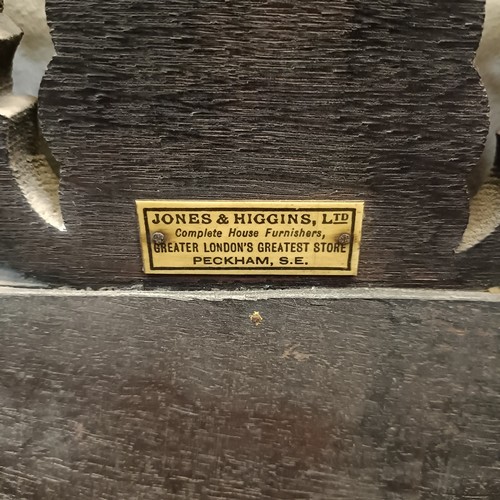 JONES & HIGGINS, LTD
Complete House Furnishers,
GREATER LONDON'S GREATEST STORE
PECKHAM, S.E.